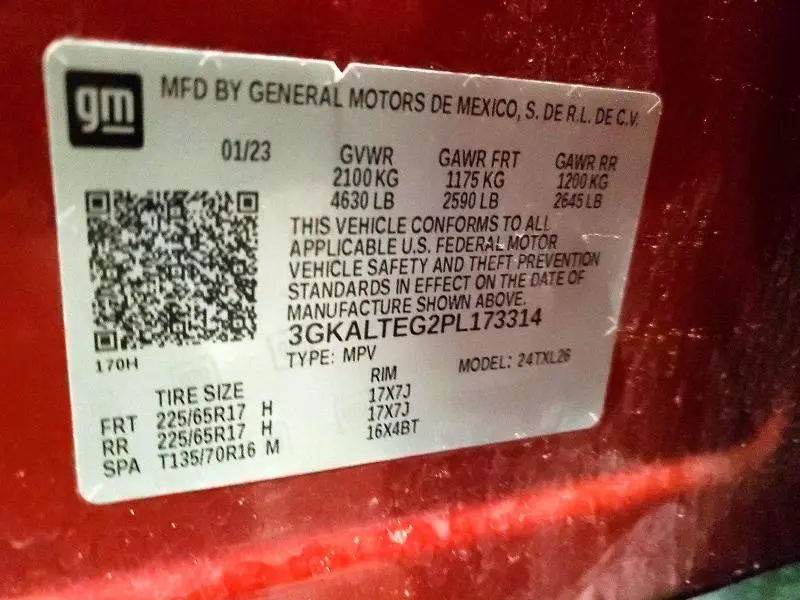 gm
MFD BY GENERAL MOTORS DE MEXICO, S. DE R.L. DE C.V.
01/23 GVWR GAWR FRT GAWR RR
2100 KG 1175 KG 1200 KG
4630 LB 2590 LB 2645 LB
THIS VEHICLE CONFORMS TO ALL
APPLICABLE U.S. FEDERAL MOTOR
VEHICLE SAFETY AND THEFT PREVENTION
STANDARDS IN EFFECT ON THE DATE OF
MANUFACTURE SHOWN ABOVE.
3GKALTEG2PL173314
170H
TYPE: MPV MODEL: 24TXL26
TIRE SIZE RIM
FRT 225/65R17 H 17X7J
RR 225/65R17 H 17X7J
SPA T135/70R16 M 16X4BT